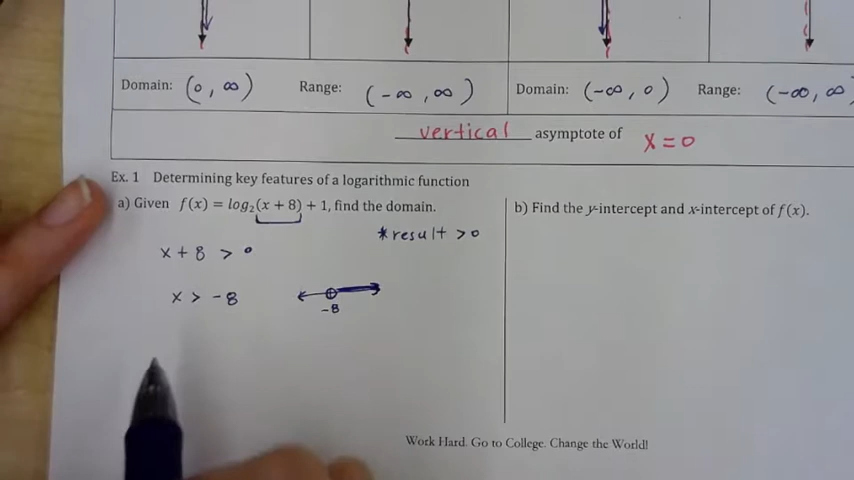 Domain: (0, ∞) Range: (-∞, ∞) Domain: (-∞, 0) Range: (-∞, ∞)
vertical asymptote of x = 0
Ex. 1 Determining key features of a logarithmic function
a) Given f(x) = log₂(x + 8) + 1, find the domain.
*result > 0
x + 8 > 0
x > -8
-8
b) Find the y-intercept and x-intercept of f(x).
Work Hard. Go to College. Change the World!